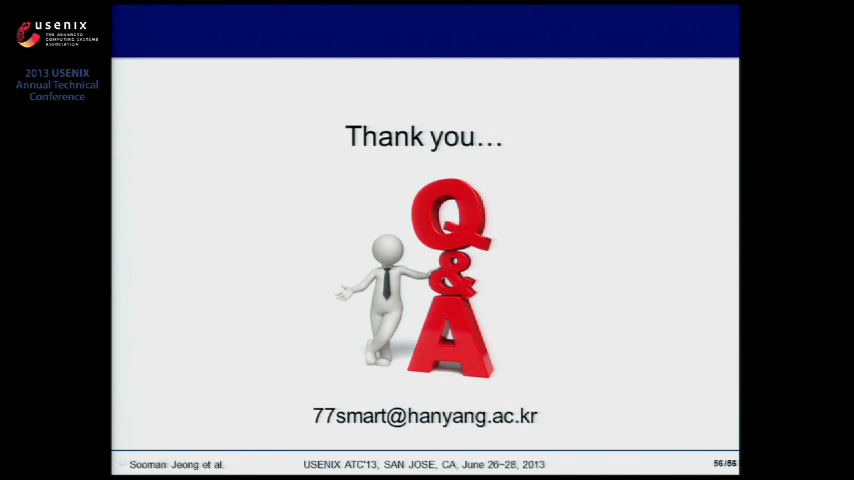 usenix
THE ADVANCED
COMPUTING SYSTEMS
ASSOCIATION
2013 USENIX
Annual Technical
Conference
Thank you…
Q
&
A
77smart@hanyang.ac.kr
Sooman Jeong et al.
USENIX ATC'13, SAN JOSE, CA, June 26~28, 2013
56/56